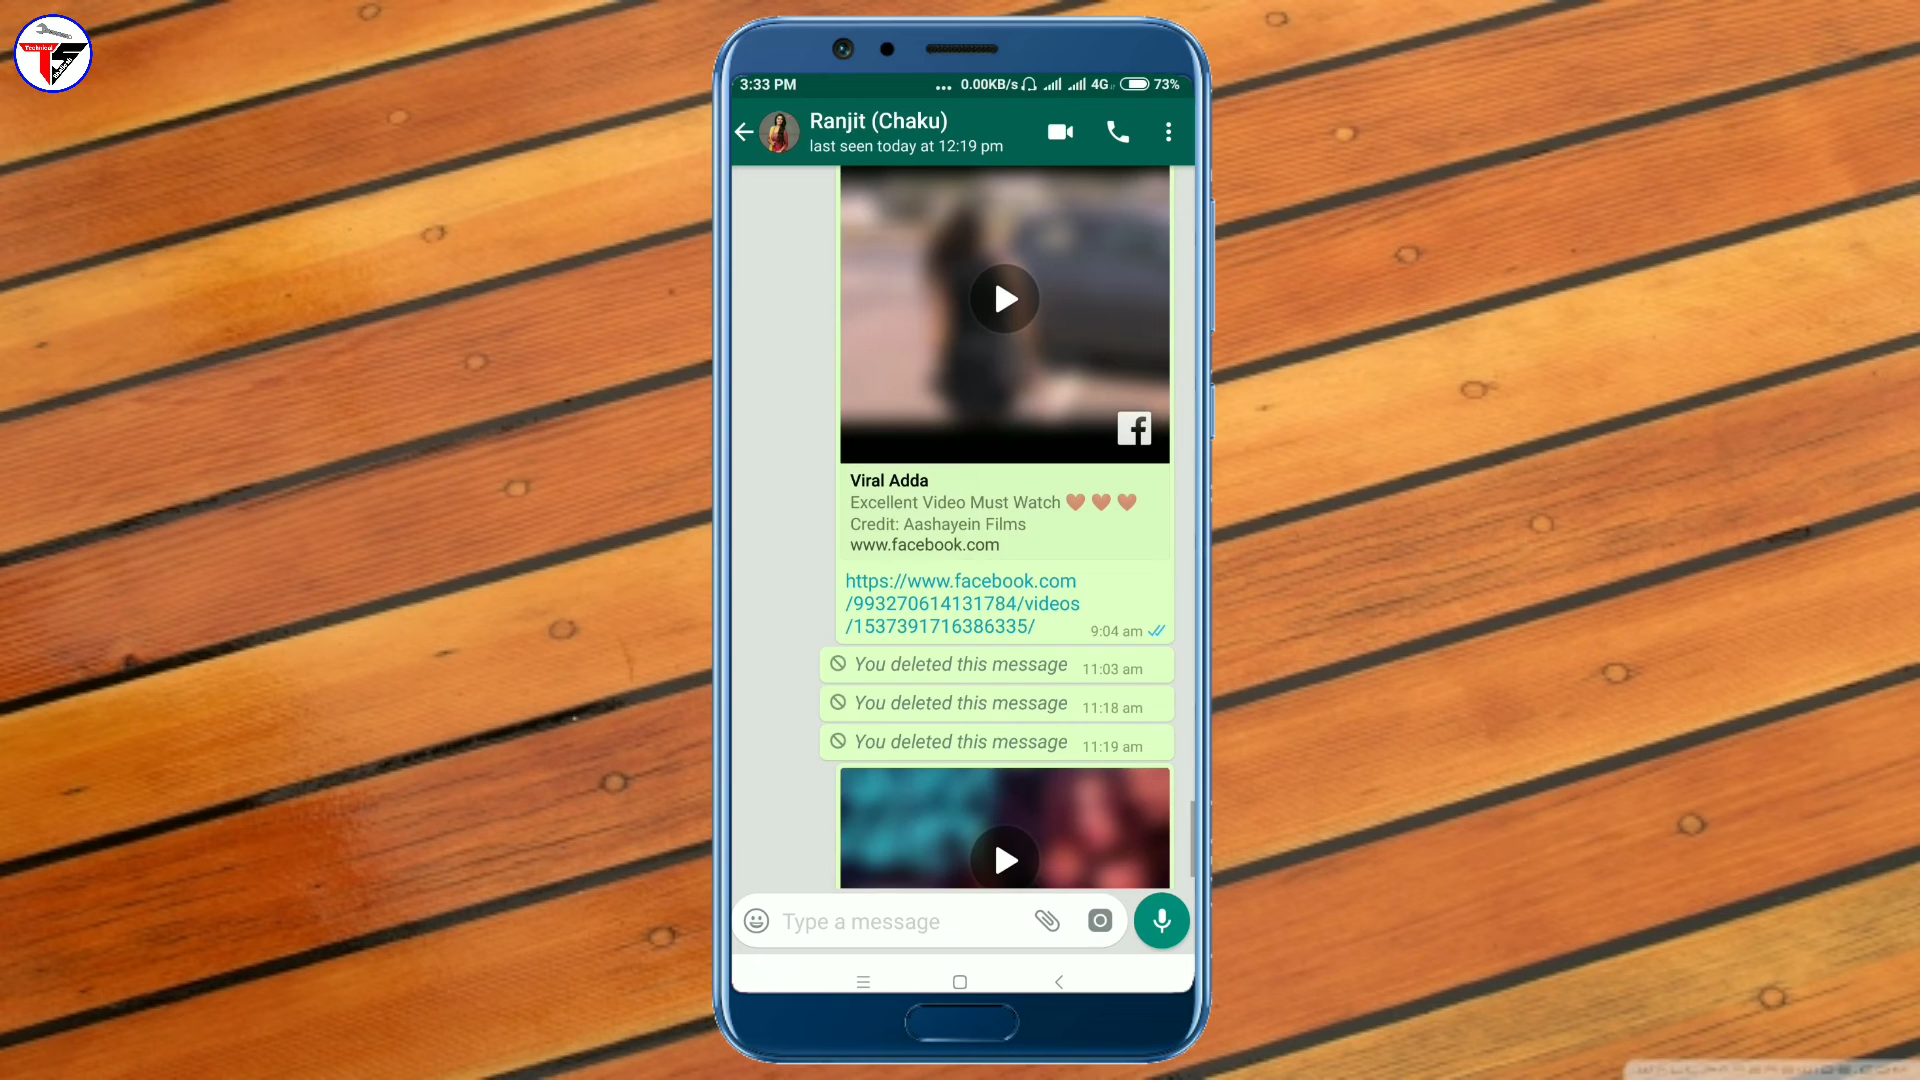 Technical
3:33 PM
... 0.00KB/s 4G 73%
Ranjit (Chaku)
last seen today at 12:19 pm
Viral Adda
Excellent Video Must Watch ❤ ❤ ❤
Credit: Aashayein Films
www.facebook.com
https://www.facebook.com
/993270614131784/videos
/1537391716386335/
9:04 am
You deleted this message 11:03 am
You deleted this message 11:18 am
You deleted this message 11:19 am
Type a message